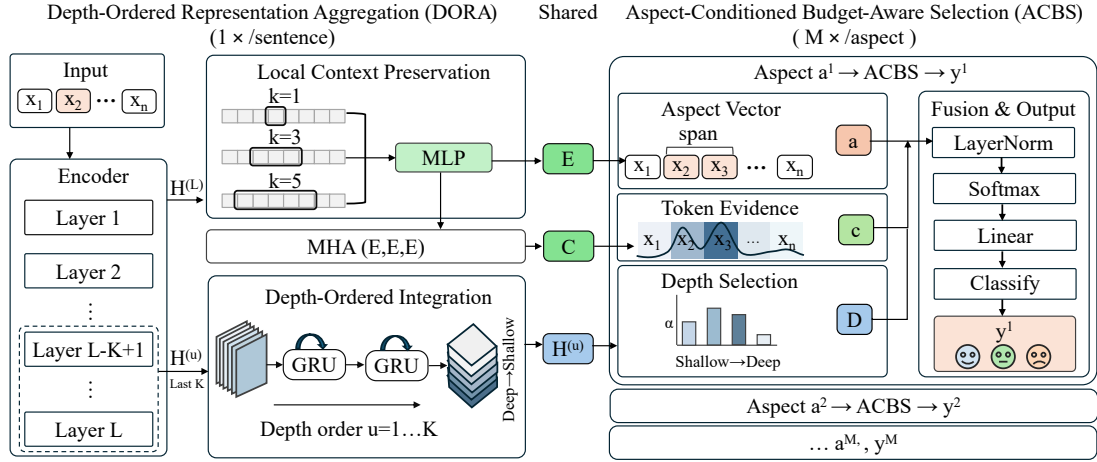 Depth-Ordered Representation Aggregation (DORA)
(1 × /sentence)
Shared
Aspect-Conditioned Budget-Aware Selection (ACBS)
( M × /aspect )
Input
x₁ x₂ ••• xₙ
Encoder
Layer 1
Layer 2
⋮
Layer L-K+1
⋮
Layer L
H⁽ᴸ⁾
H⁽ᵘ⁾
Last K
Local Context Preservation
k=1
k=3
k=5
MLP
MHA (E,E,E)
Depth-Ordered Integration
GRU
GRU
Deep→Shallow
Depth order u=1…K
E
C
H⁽ᵘ⁾
Aspect a¹ → ACBS → y¹
Aspect Vector
span
x₁ x₂ x₃ ••• xₙ
a
Token Evidence
x₁ x₂ x₃ ... xₙ
c
Depth Selection
α
Shallow→Deep
D
Fusion & Output
LayerNorm
Softmax
Linear
Classify
y¹
Aspect a² → ACBS → y²
... aᴹ, , yᴹ